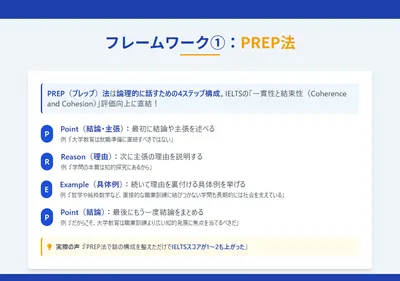 フレームワーク①：PREP法
PREP（プレップ）法は論理的に話すための4ステップ構成。IELTSの「一貫性と結束性（Coherence
and Cohesion）」評価向上に直結！
P
Point（結論・主張）：最初に結論や主張を述べる
例:「大学教育は就職準備に直結すべきではない」
R
Reason（理由）：次に主張の理由を説明する
例:「学問の本質は知的探究にあるから」
E
Example（具体例）：続いて理由を裏付ける具体例を挙げる
例:「哲学や純粋数学など、直接的な職業訓練に結びつかない学問も長期的には社会を支えている」
P
Point（結論）：最後にもう一度結論をまとめる
例:「だからこそ、大学教育は職業訓練より広い知的発展に焦点を当てるべきだ」
実際の声：「PREP法で話の構成を整えただけでIELTSスコアが1〜2も上がった」